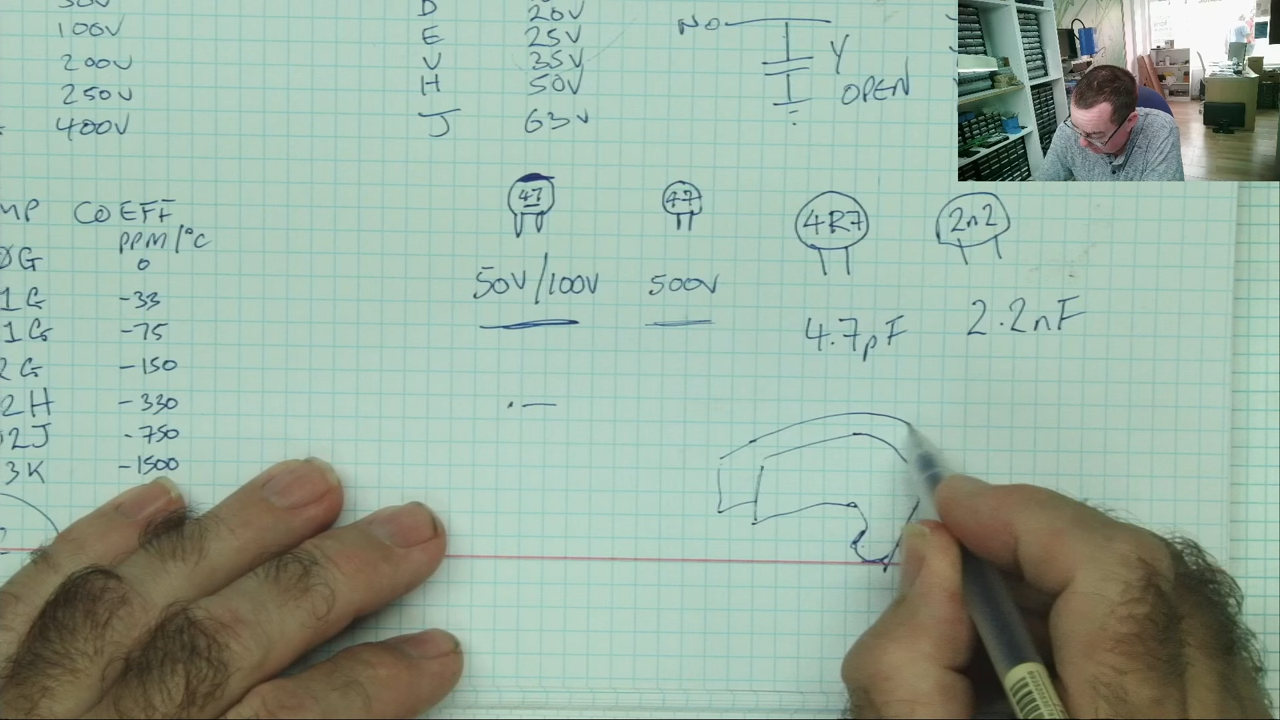 100V
200V
250V
400V
D 20V
E 25V
V 35V
H 50V
J 63V
No
Y
OPEN
COEFF
PPM/°C
0G 0
1G -33
1G -75
2G -150
2H -330
2J -750
3K -1500
47 47 4R7 2n2
50V/100V 500V
4.7pF 2.2nF